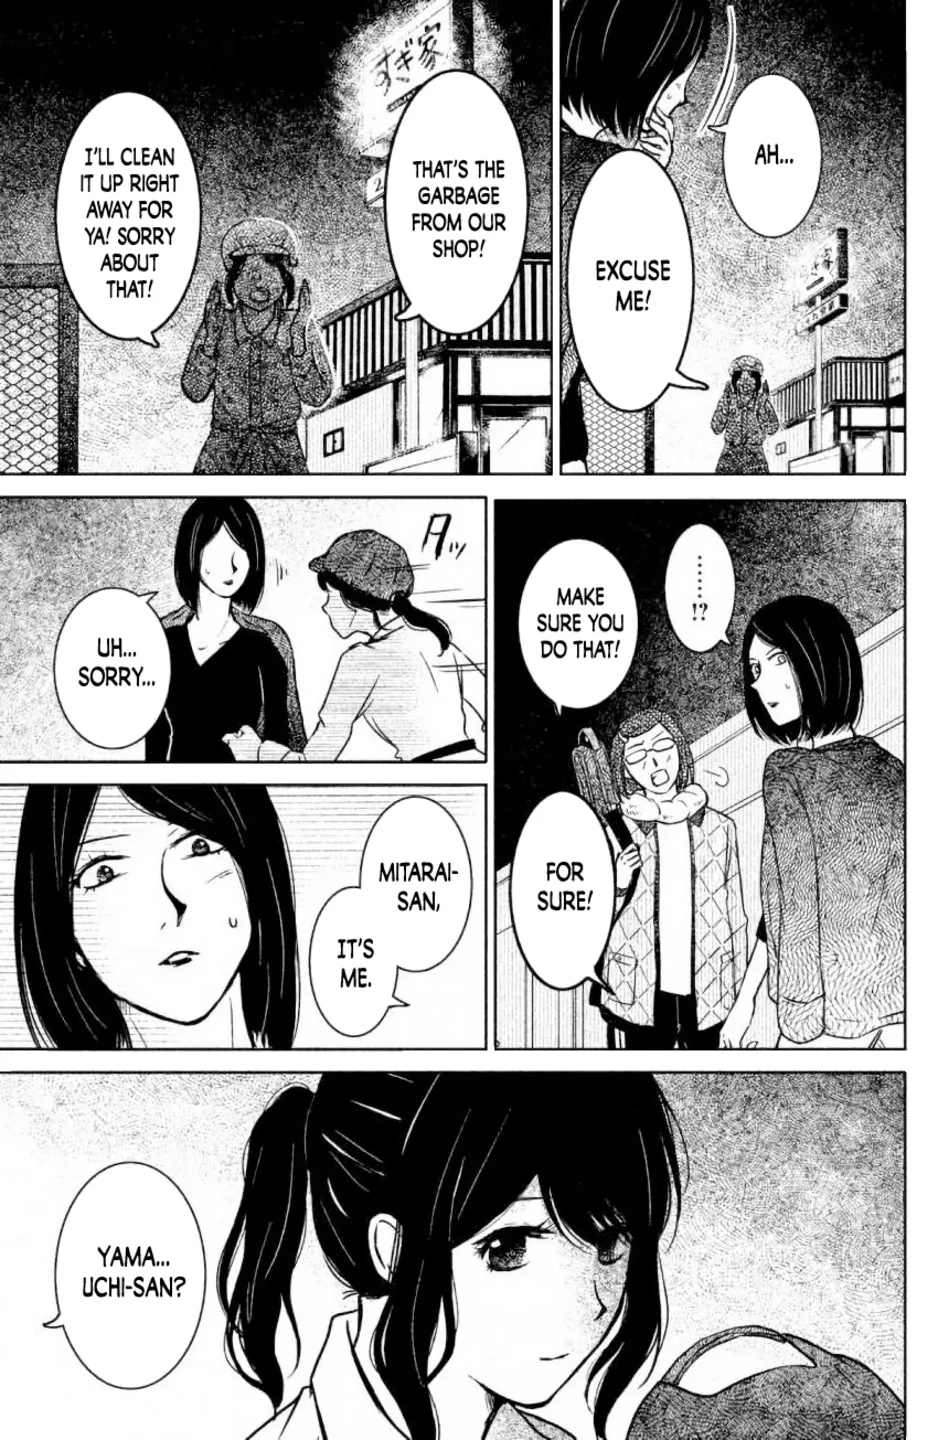 AH...
EXCUSE
ME!
すき家
THAT'S THE
GARBAGE
FROM OUR
SHOP!
I'LL CLEAN
IT UP RIGHT
AWAY FOR
YA! SORRY
ABOUT
THAT!
........
!?
MAKE
SURE YOU
DO THAT!
FOR
SURE!
タッ
UH...
SORRY...
MITARAI-
SAN,
IT'S
ME.
YAMA...
UCHI-SAN?